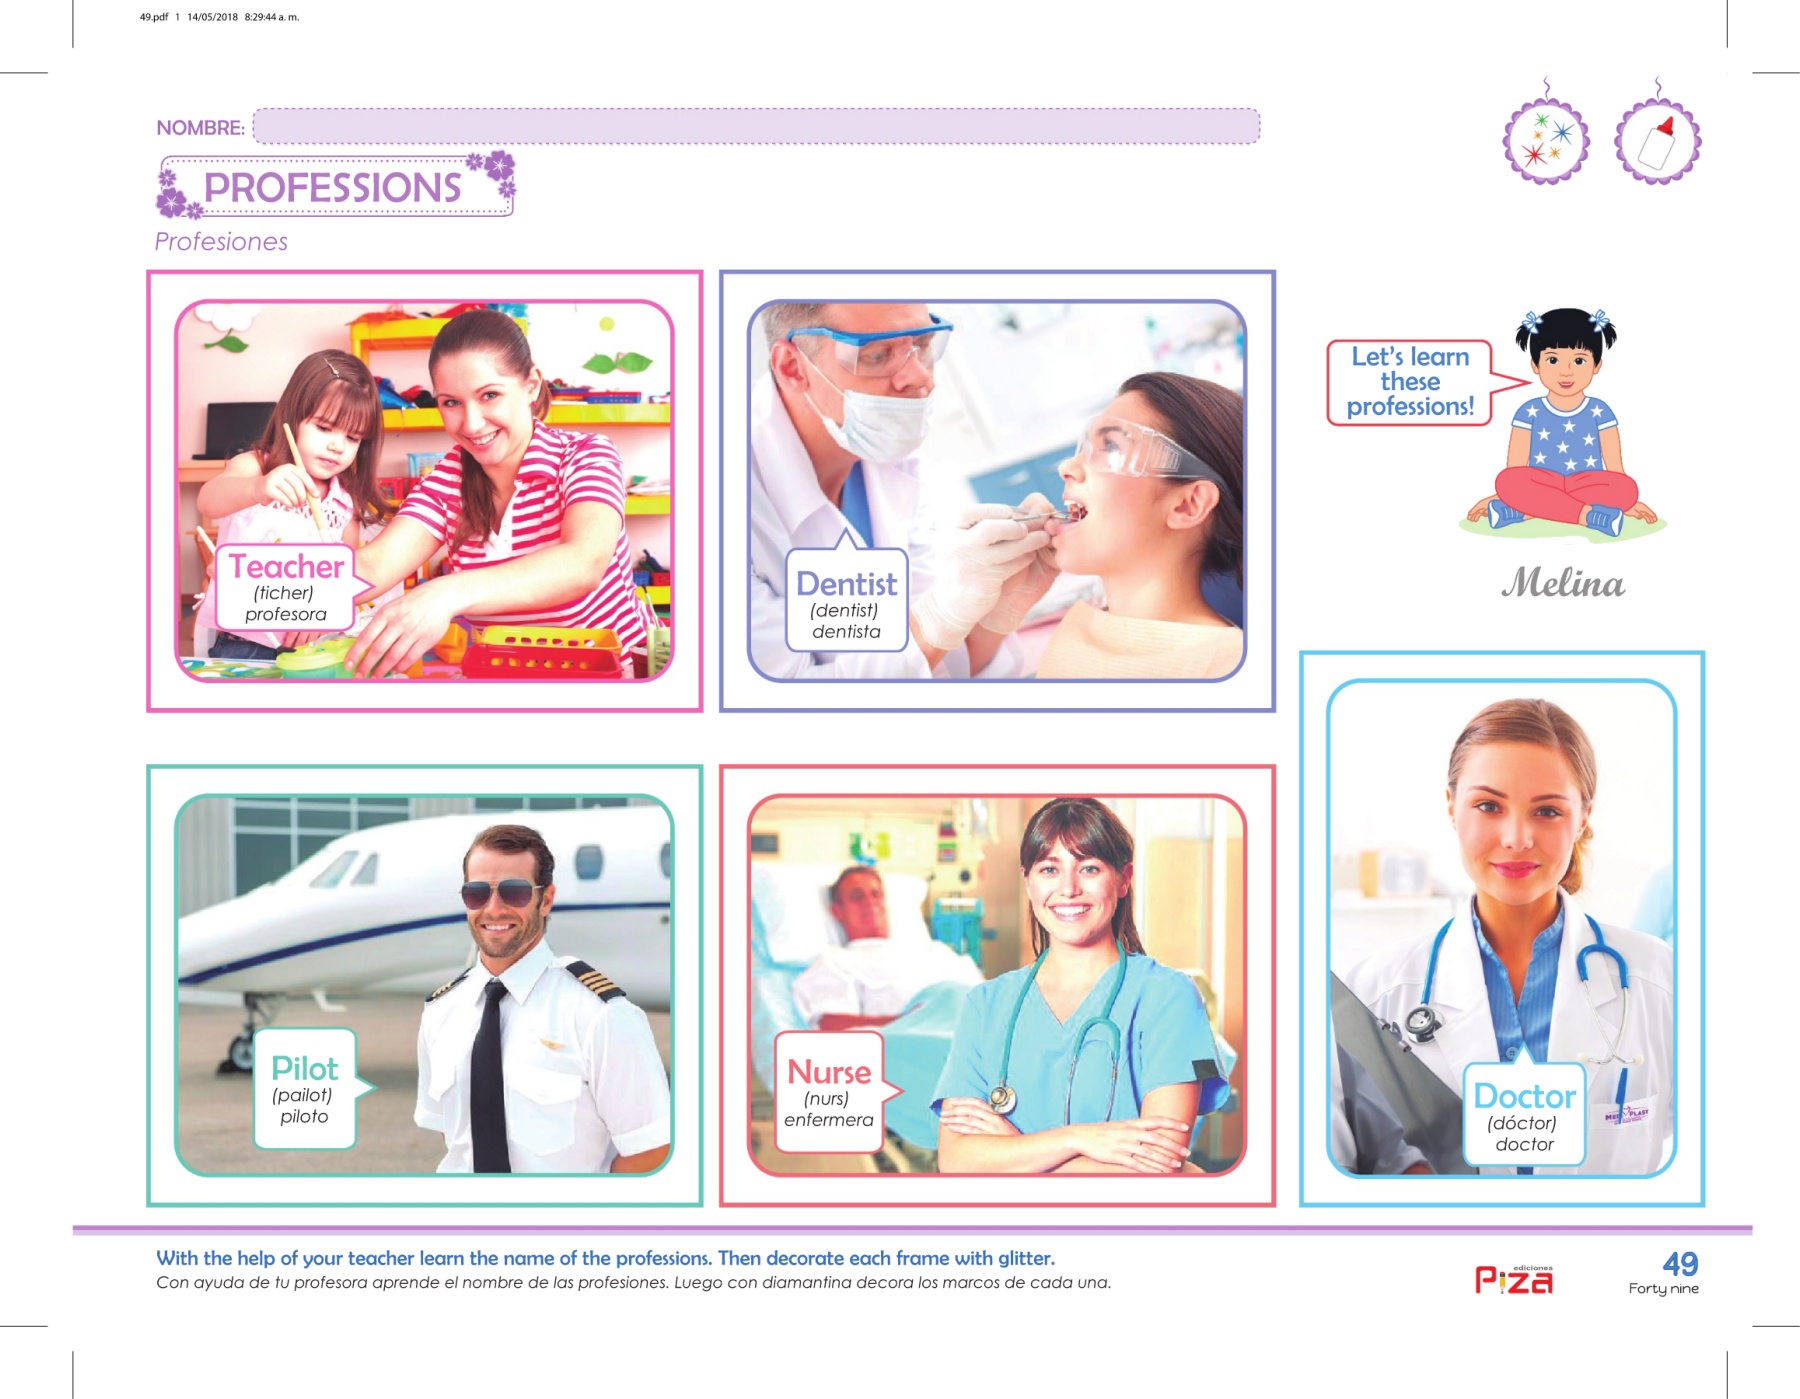 49.pdf 1 14/05/2018 8:29:44 a. m.
NOMBRE:
PROFESSIONS
Profesiones
Teacher
(ticher)
profesora
Dentist
(dentist)
dentista
Let's learn
these
professions!
Melina
Pilot
(pailot)
piloto
Nurse
(nurs)
enfermera
Doctor
(dóctor)
doctor
With the help of your teacher learn the name of the professions. Then decorate each frame with glitter.
Con ayuda de tu profesora aprende el nombre de las profesiones. Luego con diamantina decora los marcos de cada una.
ediciones
Piza
49
Forty nine